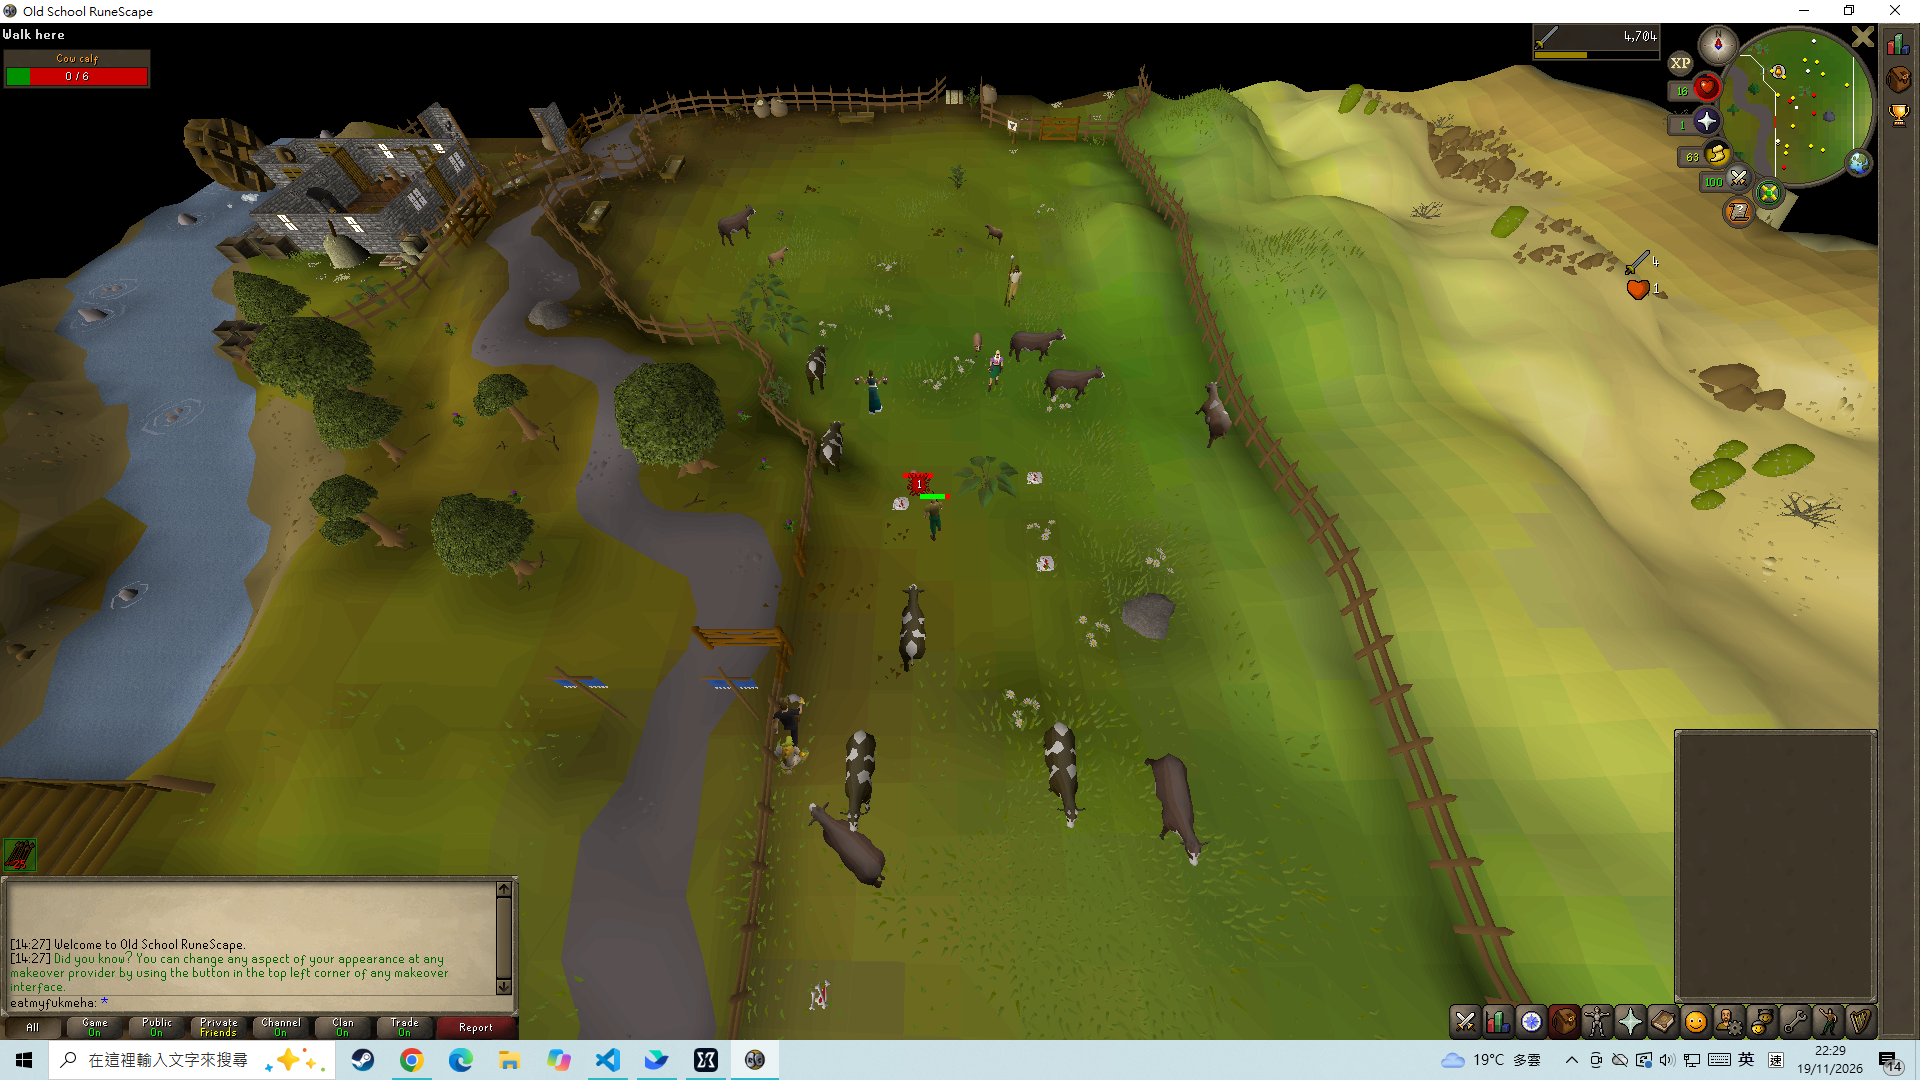 Old School RuneScape
Walk here
Cow calf
0 / 6
4,704
N
XP
16
1
63
100
4
1
1
25
[14:27] Welcome to Old School RuneScape.
[14:27] Did you know? You can change any aspect of your appearance at any
makeover provider by using the button in the top left corner of any makeover
interface.
eatmyfukmeha: *
All
Game
On
Public
On
Private
Friends
Channel
On
Clan
On
Trade
On
Report
在這裡輸入文字來搜尋
19°C 多雲
英
速
22:29
19/11/2026
14